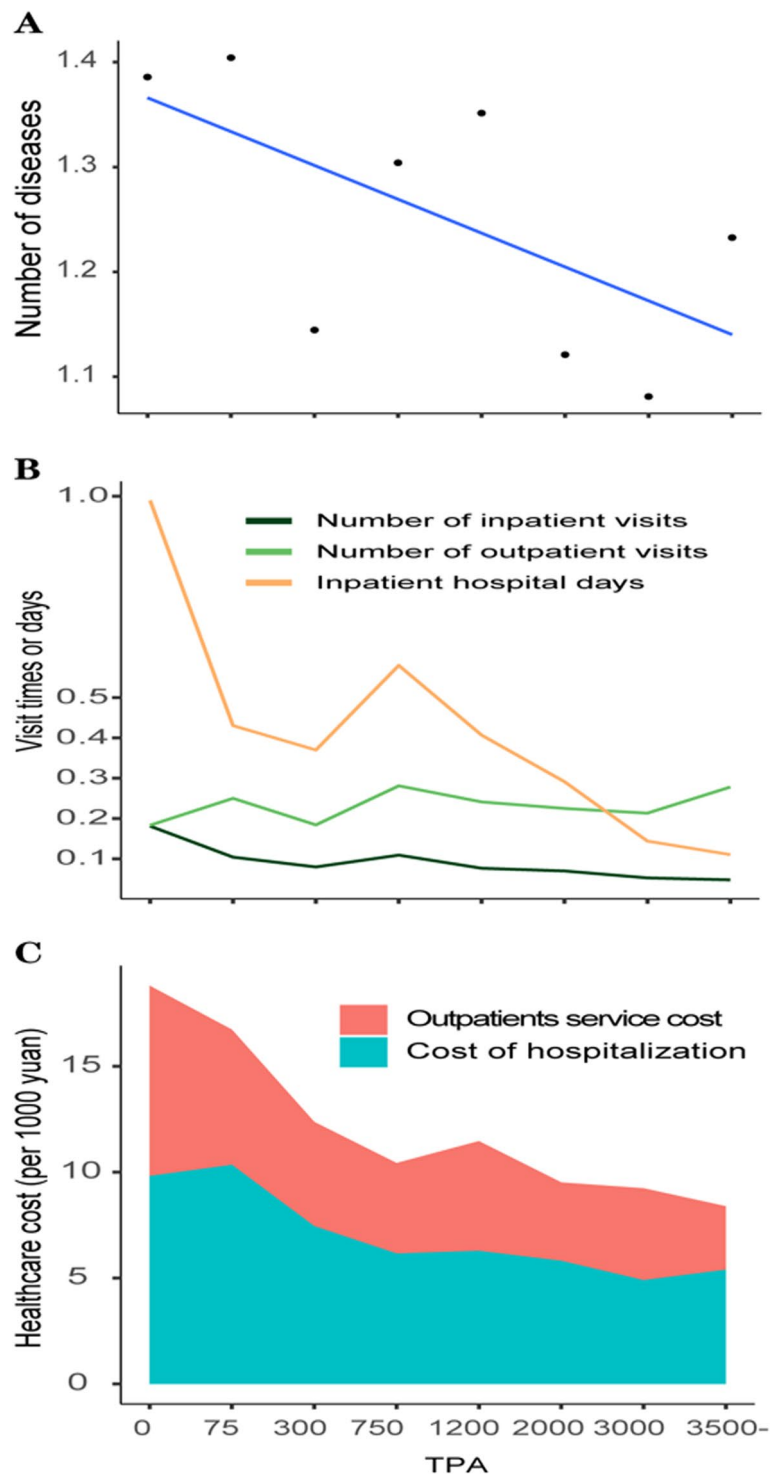 A
1.4
1.3
1.2
1.1
Number of diseases
B
1.0
0.5
0.4
0.3
0.2
0.1
Visit times or days
Number of inpatient visits
Number of outpatient visits
Inpatient hospital days
C
15
10
5
0
Healthcare cost (per 1000 yuan)
Outpatients service cost
Cost of hospitalization
0 75 300 750 1200 2000 3000 3500-
TPA